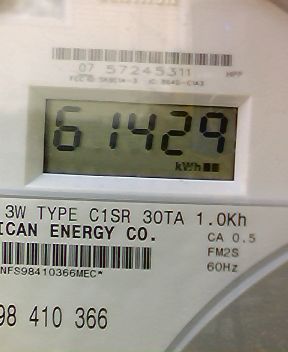 07 57245311
61429
kWh
3W TYPE C1SR 30TA 1.0Kh
ICAN ENERGY CO.
CA 0.5
FM2S
60Hz
NFS98410366MEC*
98 410 366